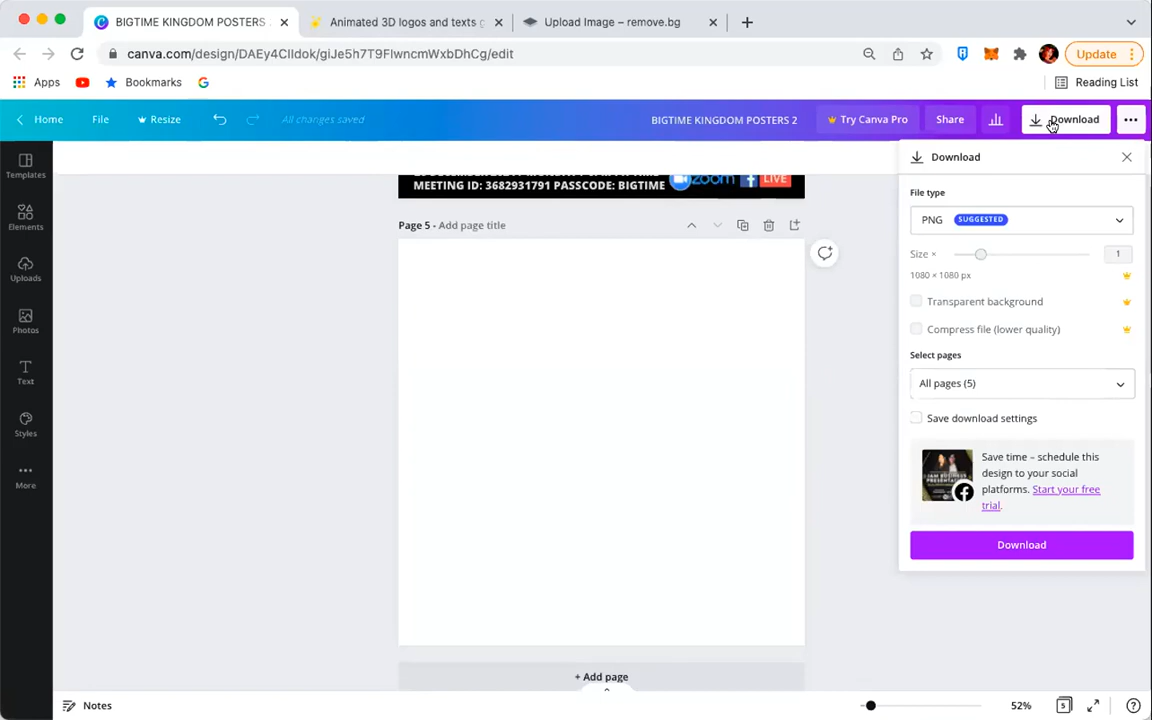 BIGTIME KINGDOM POSTERS
Animated 3D logos and texts
Upload Image – remove.bg
canva.com/design/DAEy4ClIdok/giJe5h7T9FIwncmWxbDhCg/edit
Update
Apps
Bookmarks
Reading List
Home
File
Resize
All changes saved
BIGTIME KINGDOM POSTERS 2
Try Canva Pro
Share
Download
Templates
Elements
Uploads
Photos
Text
Styles
More
MEETING ID: 3682931791 PASSCODE: BIGTIME
zoom
LIVE
Page 5 - Add page title
+ Add page
Download
File type
PNG SUGGESTED
Size × 1
1080 × 1080 px
Transparent background
Compress file (lower quality)
Select pages
All pages (5)
Save download settings
Save time – schedule this
design to your social
platforms. Start your free
trial.
Download
Notes
52%
5